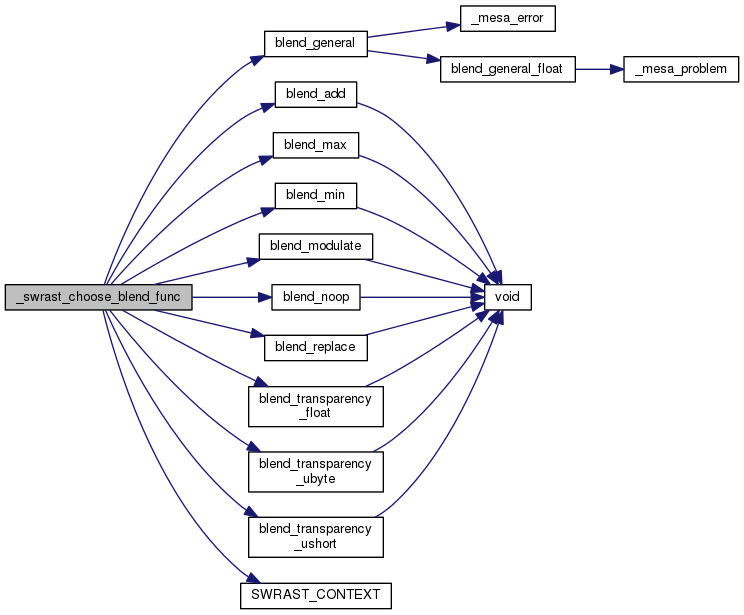 _mesa_error
blend_general
blend_general_float
_mesa_problem
blend_add
blend_max
blend_min
blend_modulate
_swrast_choose_blend_func
blend_noop
void
blend_replace
blend_transparency
_float
blend_transparency
_ubyte
blend_transparency
_ushort
SWRAST_CONTEXT